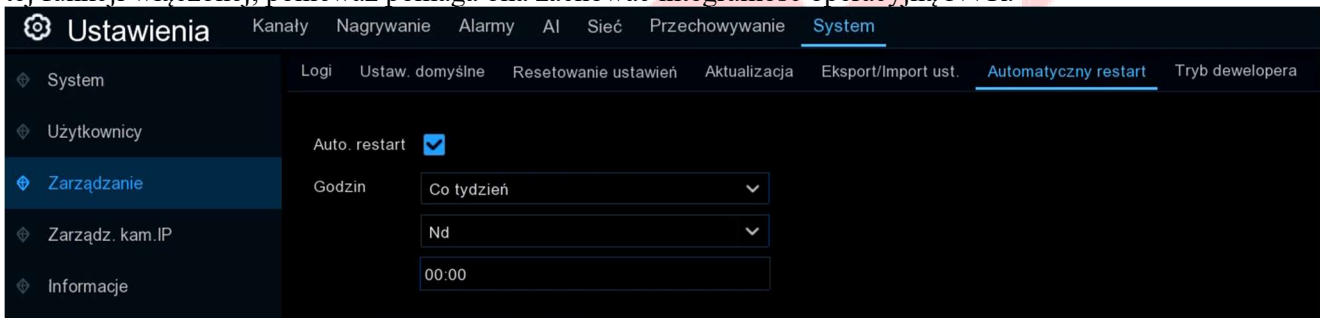 Ustawienia Kanały Nagrywanie Alarmy AI Sieć Przechowywanie System
System
Użytkownicy
Zarządzanie
Zarządz. kam.IP
Informacje
Logi Ustaw. domyślne Resetowanie ustawień Aktualizacja Eksport/Import ust. Automatyczny restart Tryb dewelopera
Auto. restart
Godzin Co tydzień
Nd
00:00